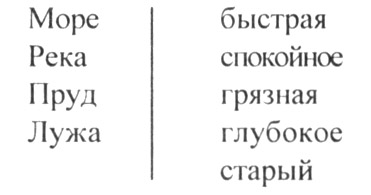 Море быстрая
Река спокойное
Пруд грязная
Лужа глубокое
старый